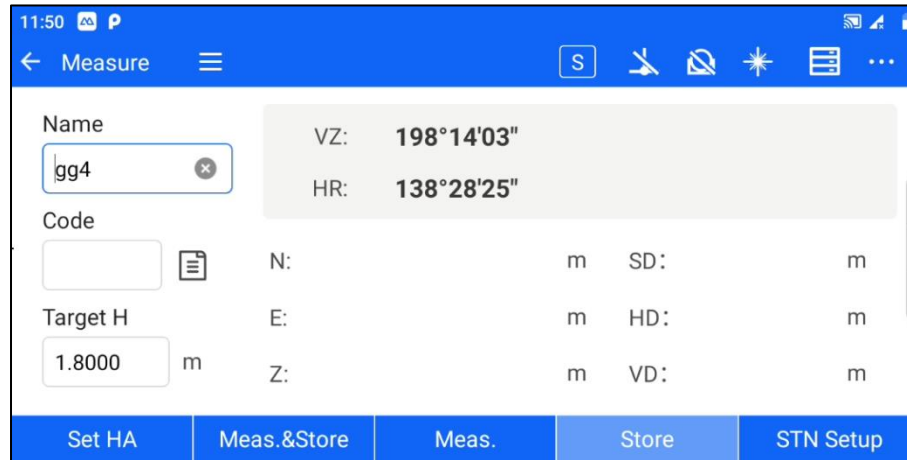 11:50
Measure
S
Name
gg4
VZ: 198°14'03"
HR: 138°28'25"
Code
N: m SD: m
Target H
E: m HD: m
1.8000 m
Z: m VD: m
Set HA Meas.&Store Meas. Store STN Setup